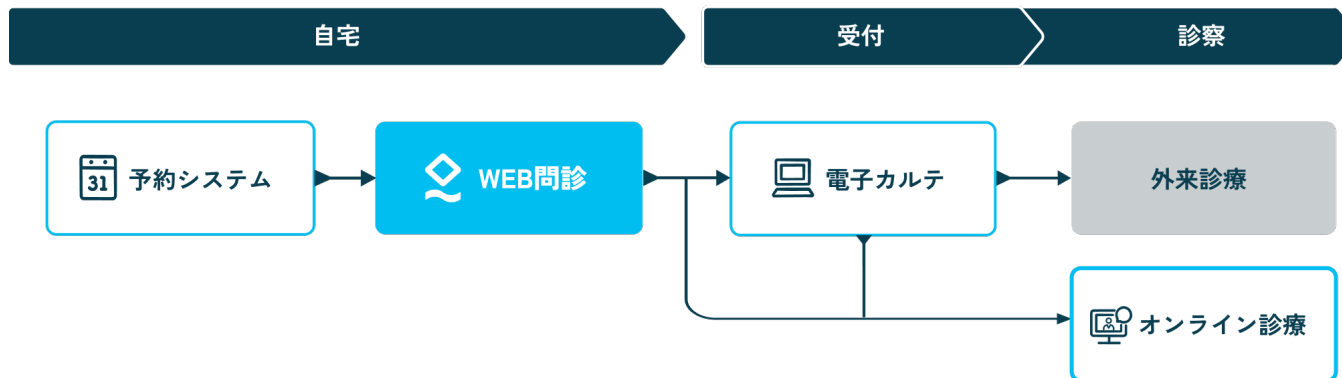 自宅
受付
診察
31
予約システム
WEB問診
電子カルテ
外来診療
オンライン診療